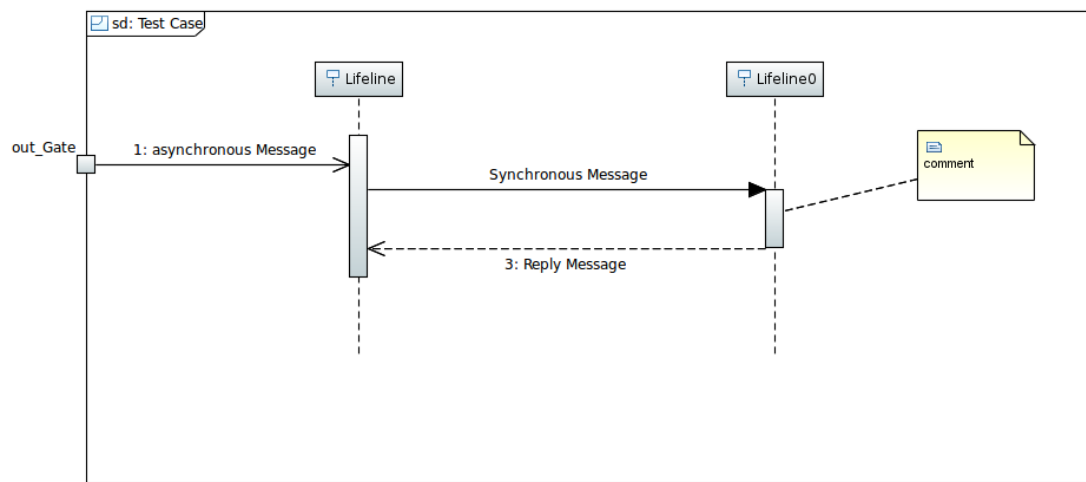 sd: Test Case
Lifeline
Lifeline0
out_Gate
1: asynchronous Message
comment
Synchronous Message
3: Reply Message